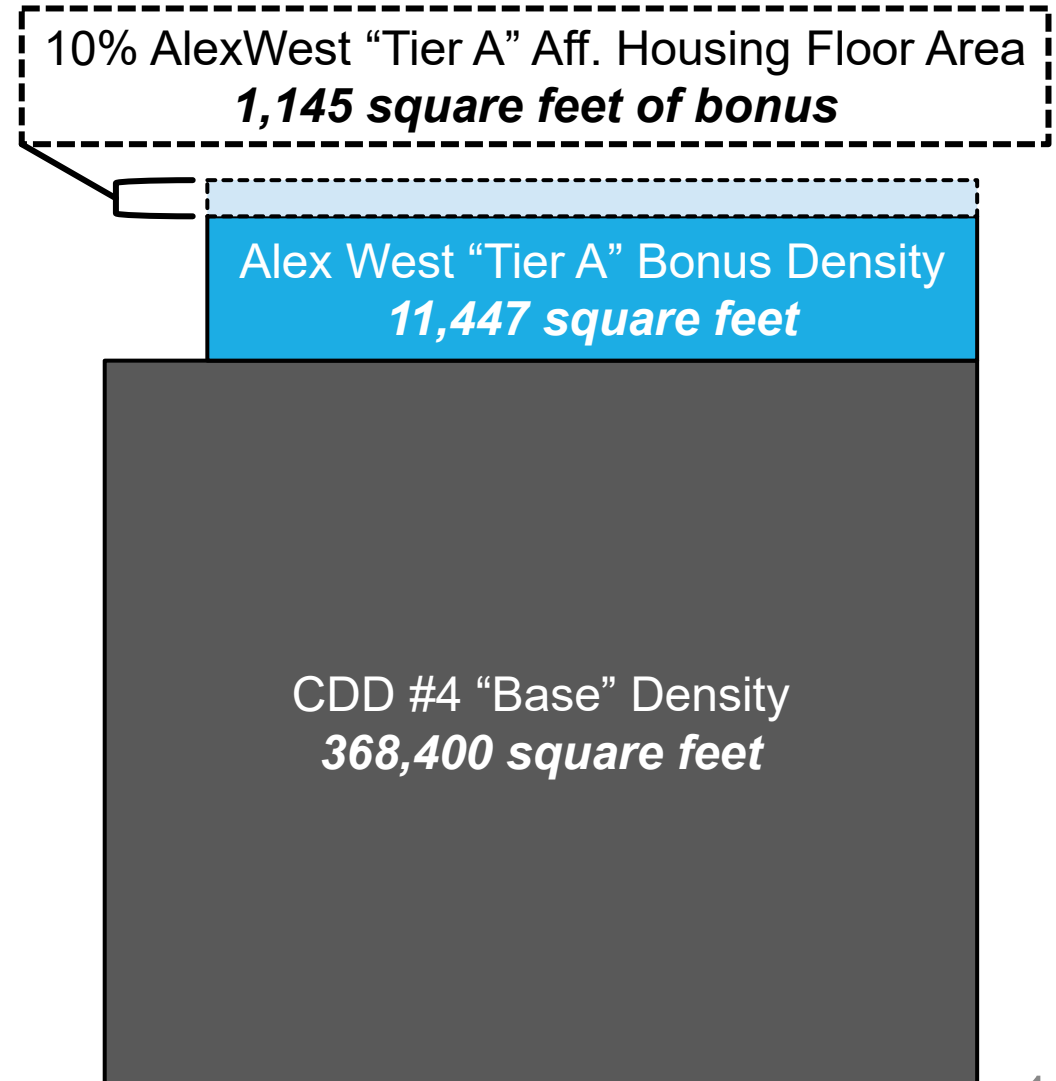 10% AlexWest “Tier A” Aff. Housing Floor Area
1,145 square feet of bonus
Alex West “Tier A” Bonus Density
11,447 square feet
CDD #4 “Base” Density
368,400 square feet